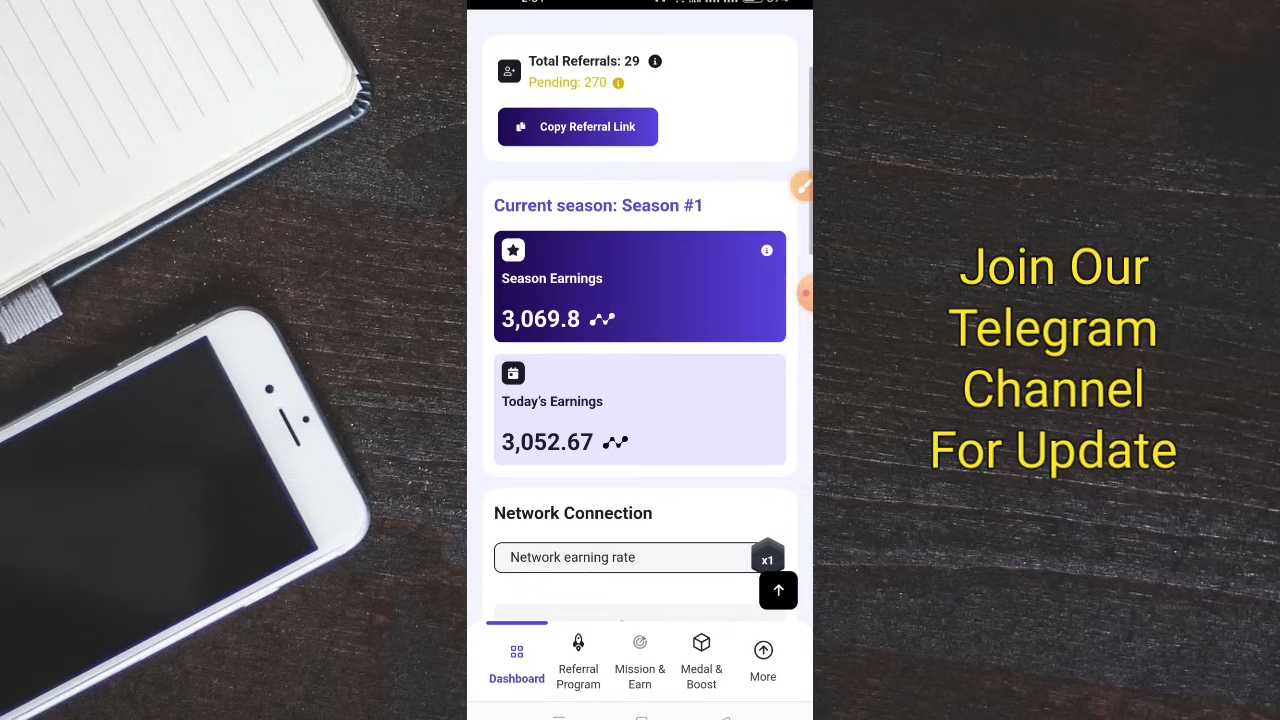 Total Referrals: 29
Pending: 270
Copy Referral Link
Current season: Season #1
Season Earnings
3,069.8
Today’s Earnings
3,052.67
Network Connection
Network earning rate
x1
Dashboard
Referral
Program
Mission &
Earn
Medal &
Boost
More
Join Our
Telegram
Channel
For Update